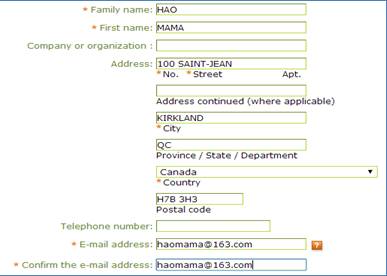 * Family name: HAO
* First name: MAMA
Company or organization :
Address: 100 SAINT-JEAN
* No. * Street Apt.
Address continued (where applicable)
KIRKLAND
* City
QC
Province / State / Department
Canada
* Country
H7B 3H3
Postal code
Telephone number:
* E-mail address: haomama@163.com ?
* Confirm the e-mail address: haomama@163.com